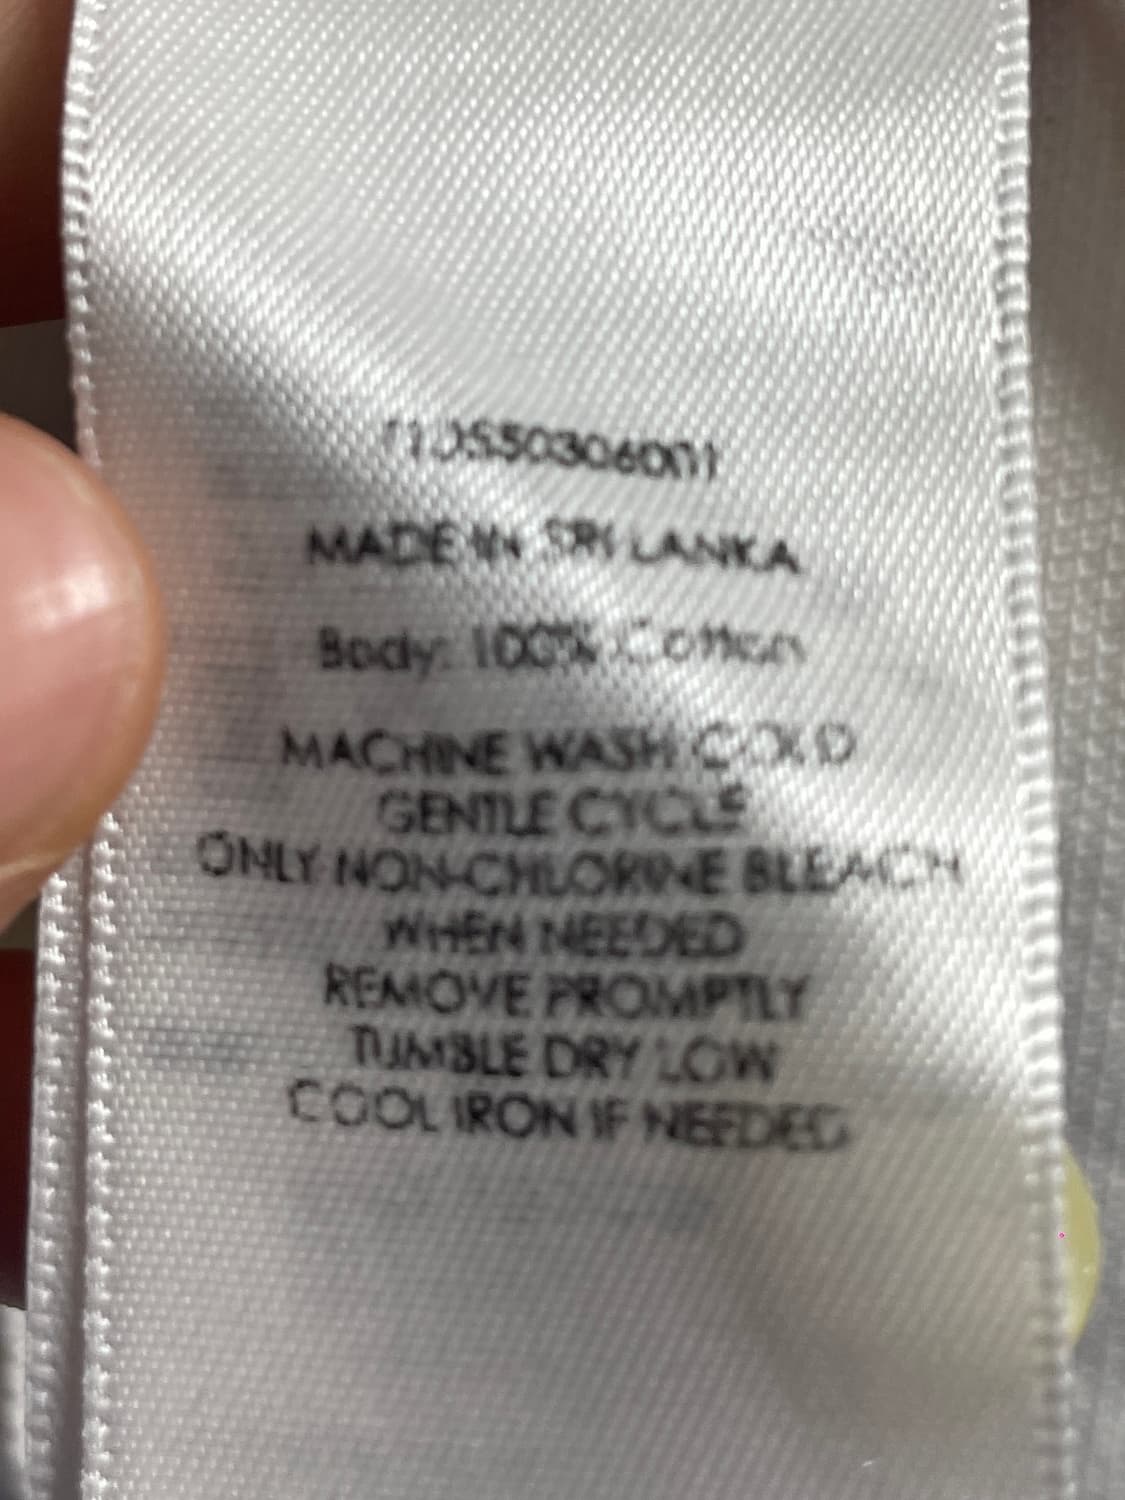 MADE IN SRI LANKA
Body: 100% Cotton
MACHINE WASH COLD
GENTLE CYCLE
ONLY NON-CHLORINE BLEACH
WHEN NEEDED
REMOVE PROMPTLY
TUMBLE DRY LOW
COOL IRON IF NEEDED